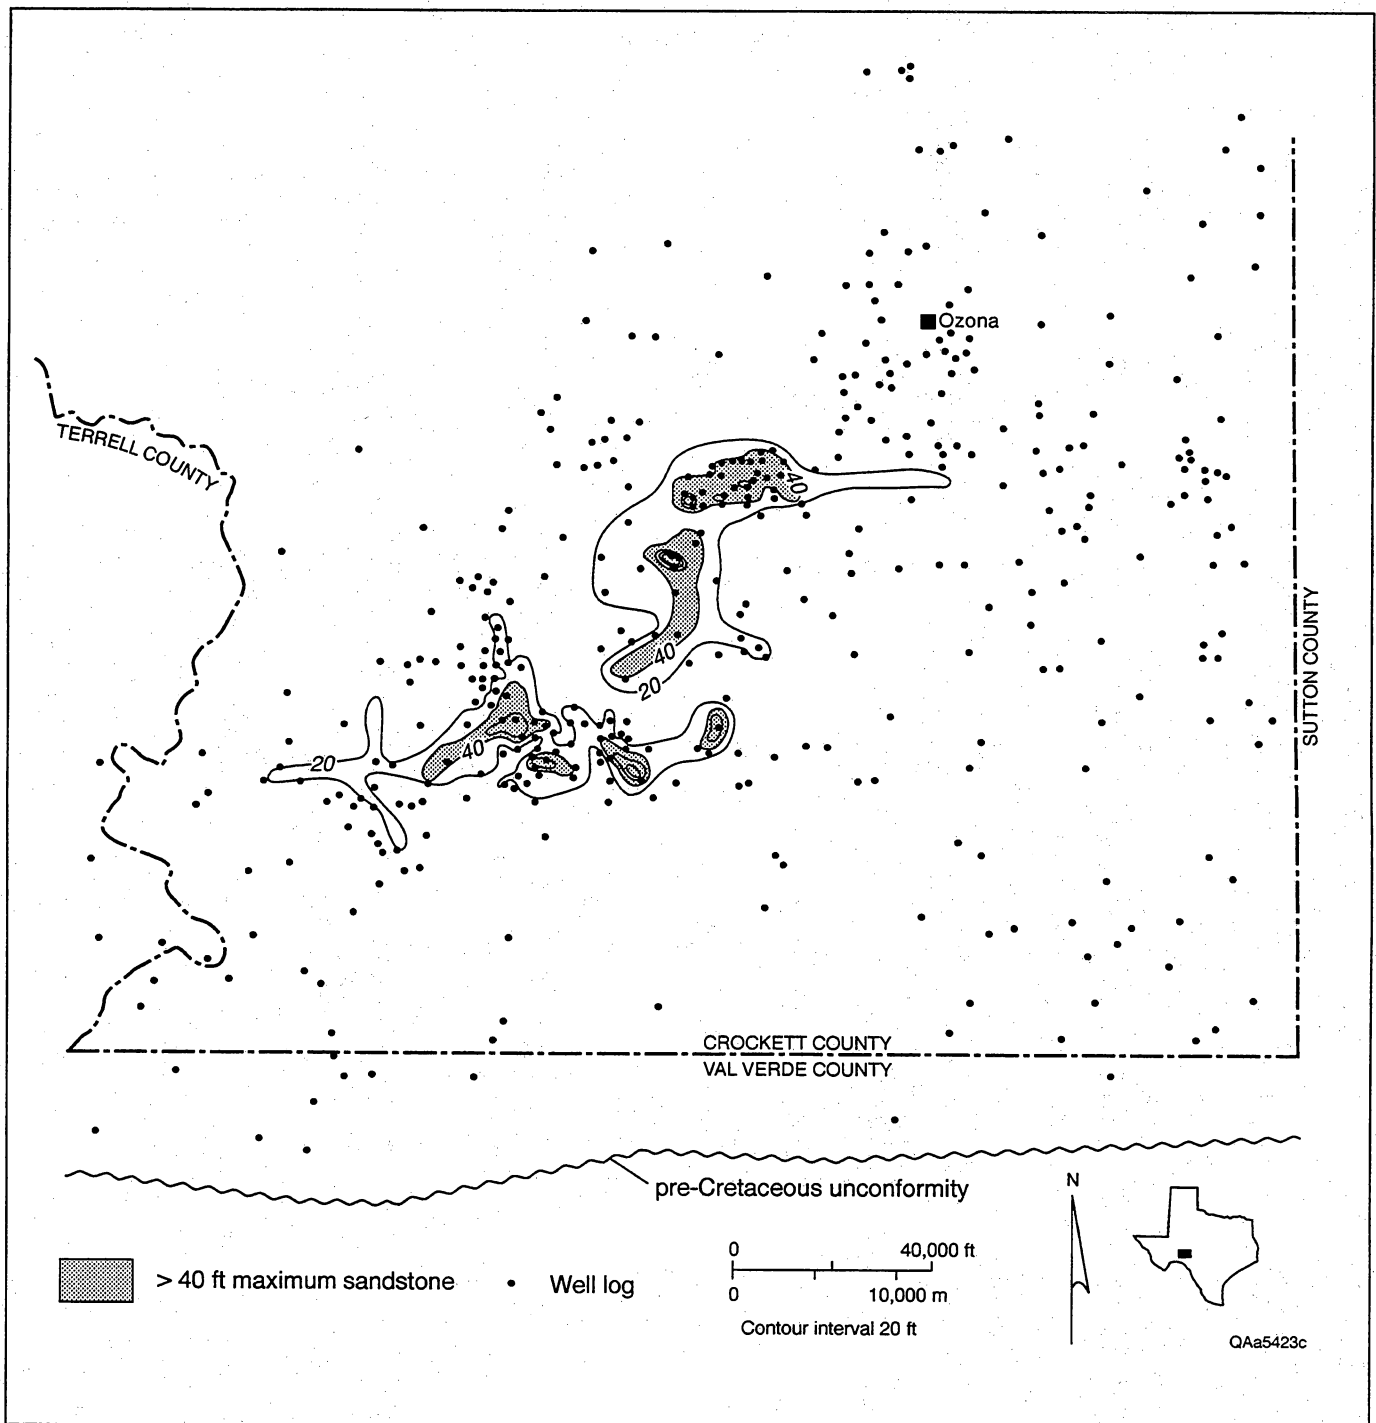 Ozona
TERRELL COUNTY
40
40
20
40
20
SUTTON COUNTY
CROCKETT COUNTY
VAL VERDE COUNTY
pre-Cretaceous unconformity
N
> 40 ft maximum sandstone
Well log
0 40,000 ft
0 10,000 m
Contour interval 20 ft
QAa5423c